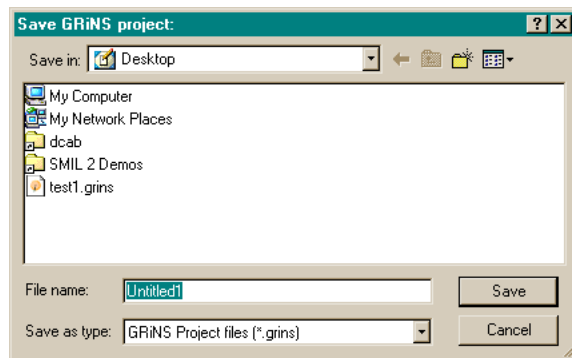 Save GRiNS project:
Save in: Desktop
My Computer
My Network Places
dcab
SMIL 2 Demos
test1.grins
File name: Untitled1 Save
Save as type: GRiNS Project files (*.grins) Cancel